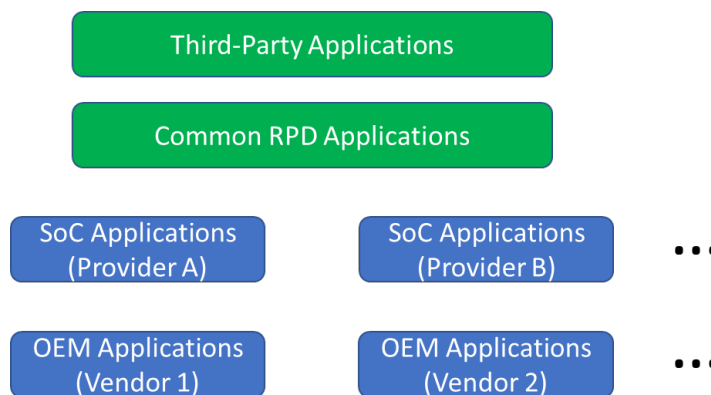 Third-Party Applications
Common RPD Applications
SoC Applications
(Provider A)
SoC Applications
(Provider B)
...
OEM Applications
(Vendor 1)
OEM Applications
(Vendor 2)
...